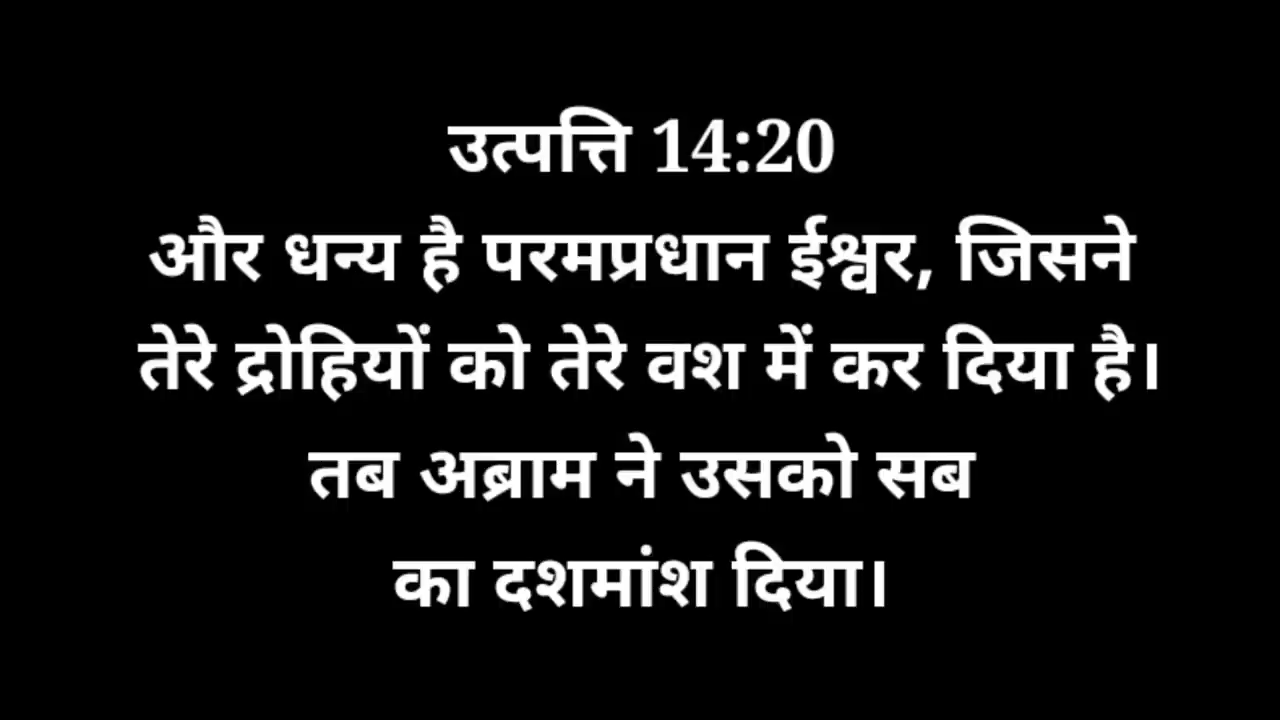 उत्पत्ति 14:20
और धन्य है परमप्रधान ईश्वर, जिसने
तेरे द्रोहियों को तेरे वश में कर दिया है।
तब अब्राम ने उसको सब
का दशमांश दिया।